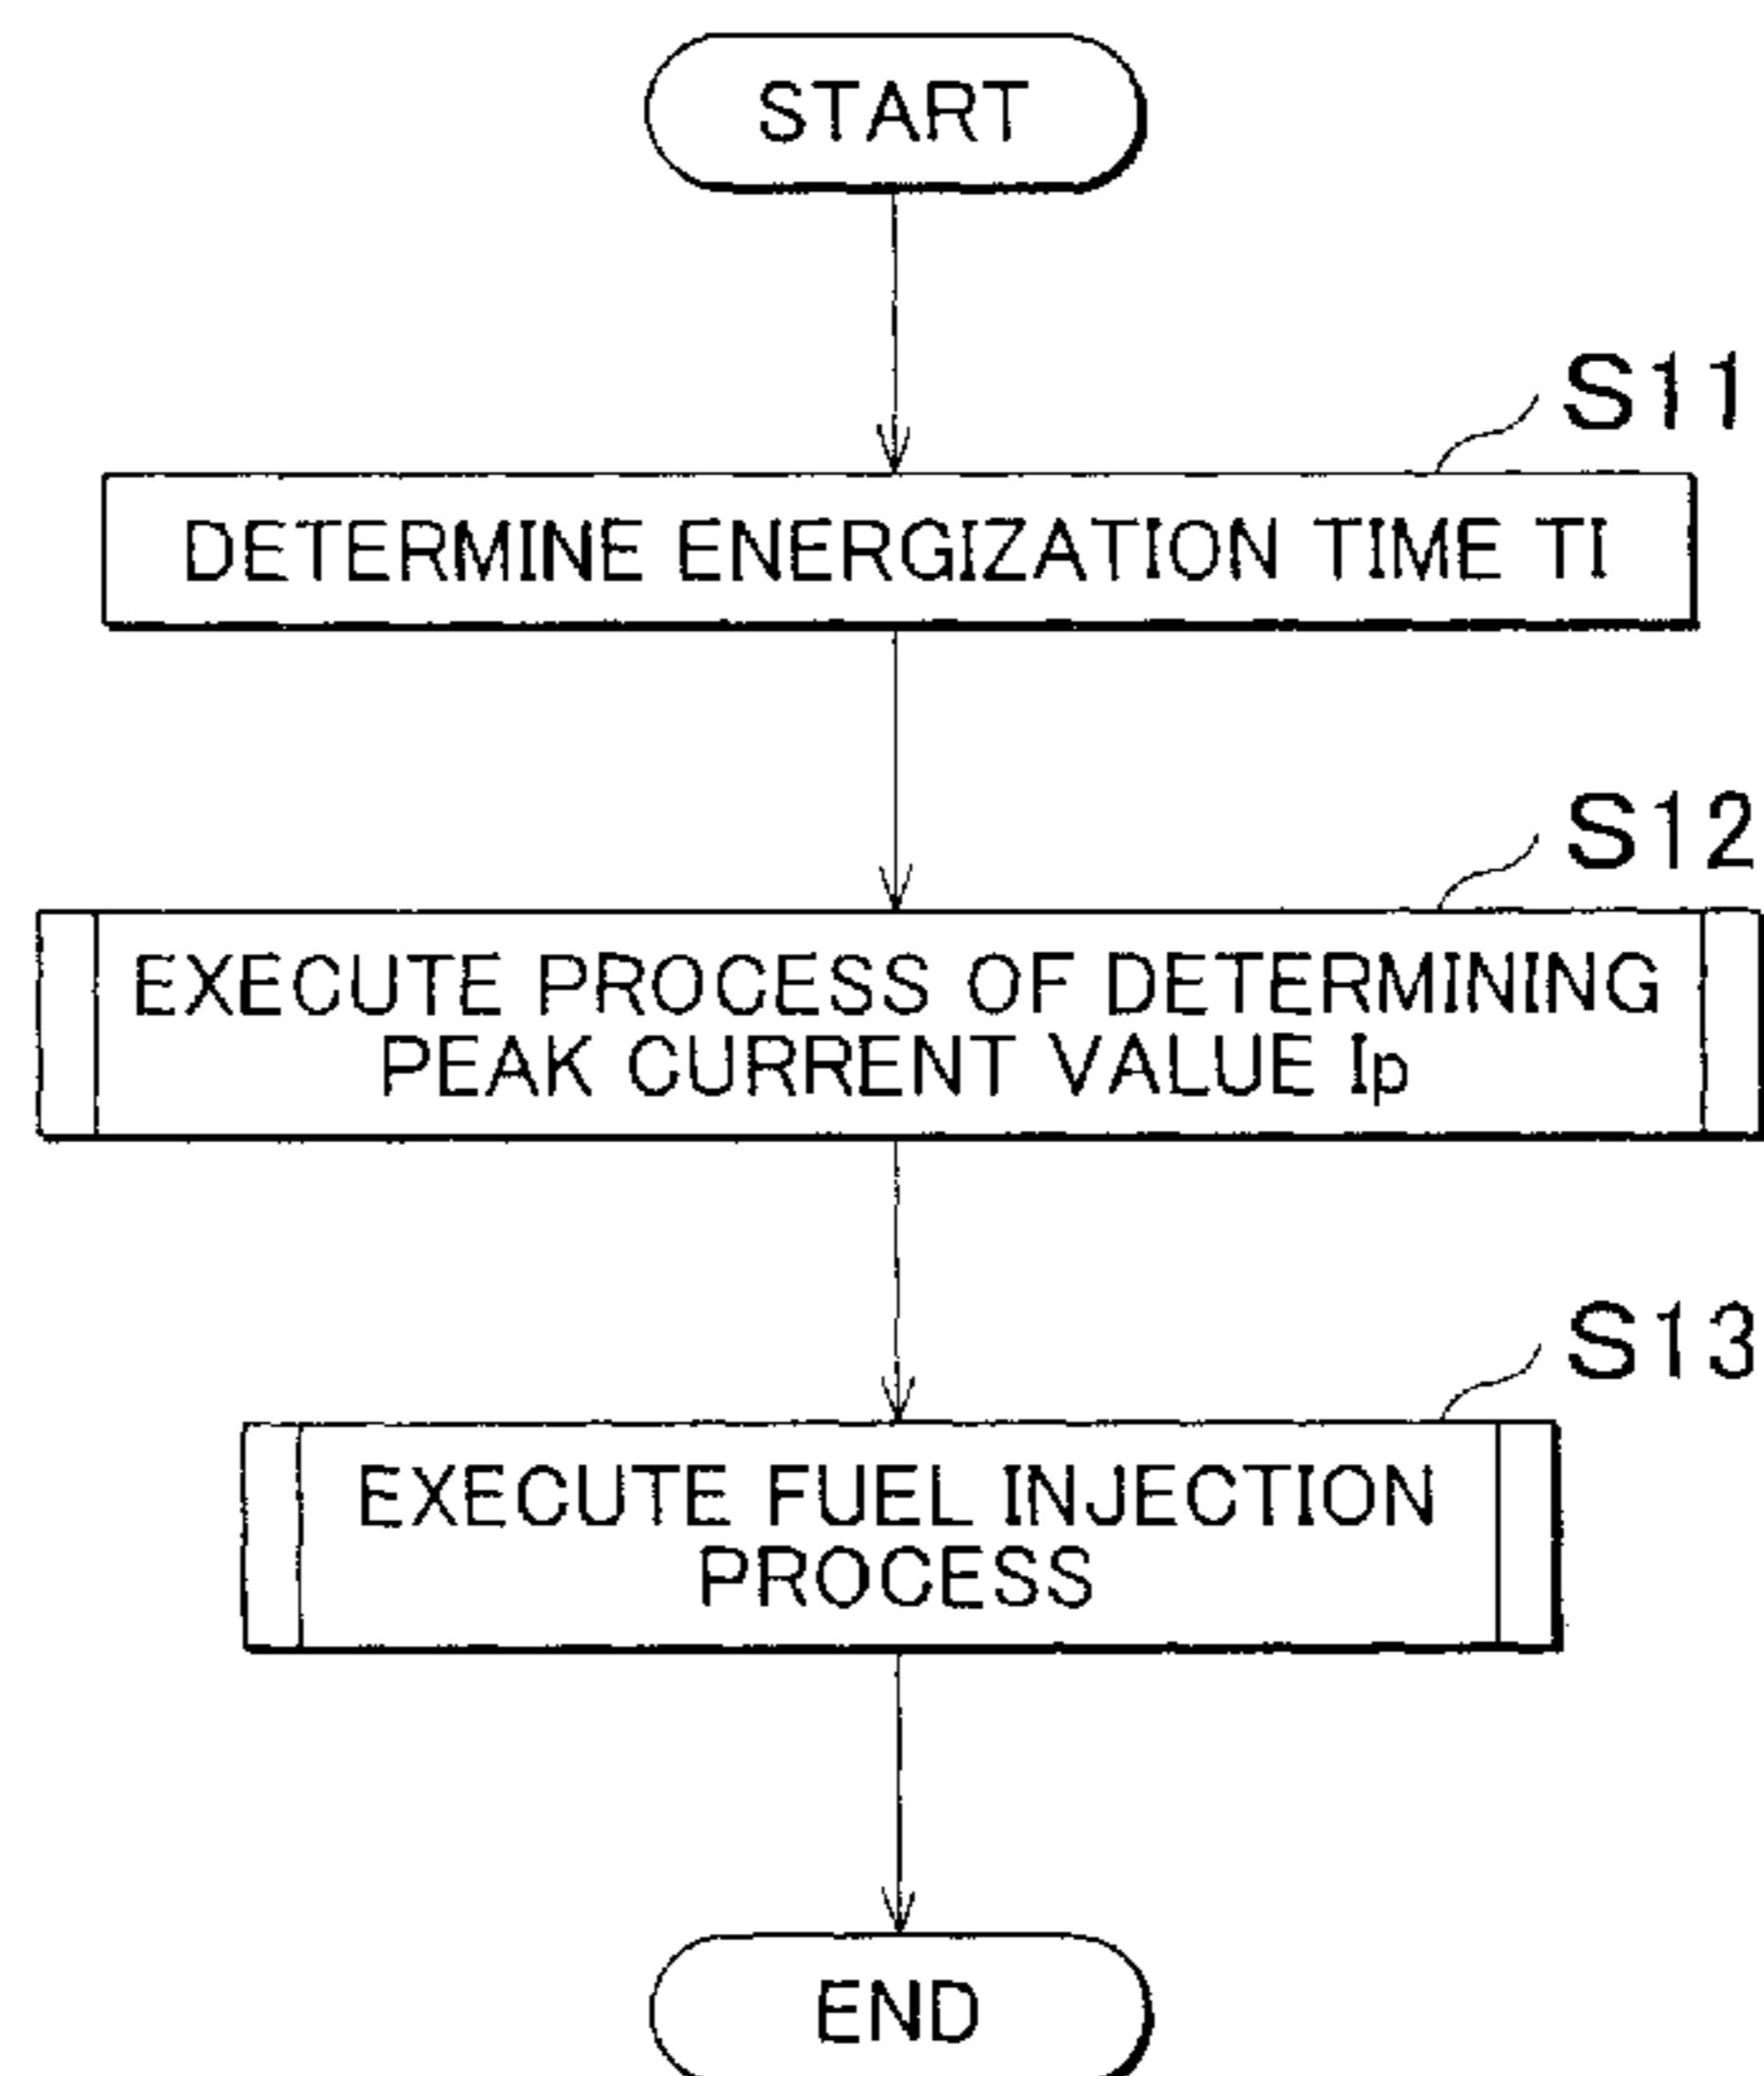 START
S11
DETERMINE ENERGIZATION TIME TI
S12
EXECUTE PROCESS OF DETERMINING
PEAK CURRENT VALUE Ip
S13
EXECUTE FUEL INJECTION
PROCESS
END